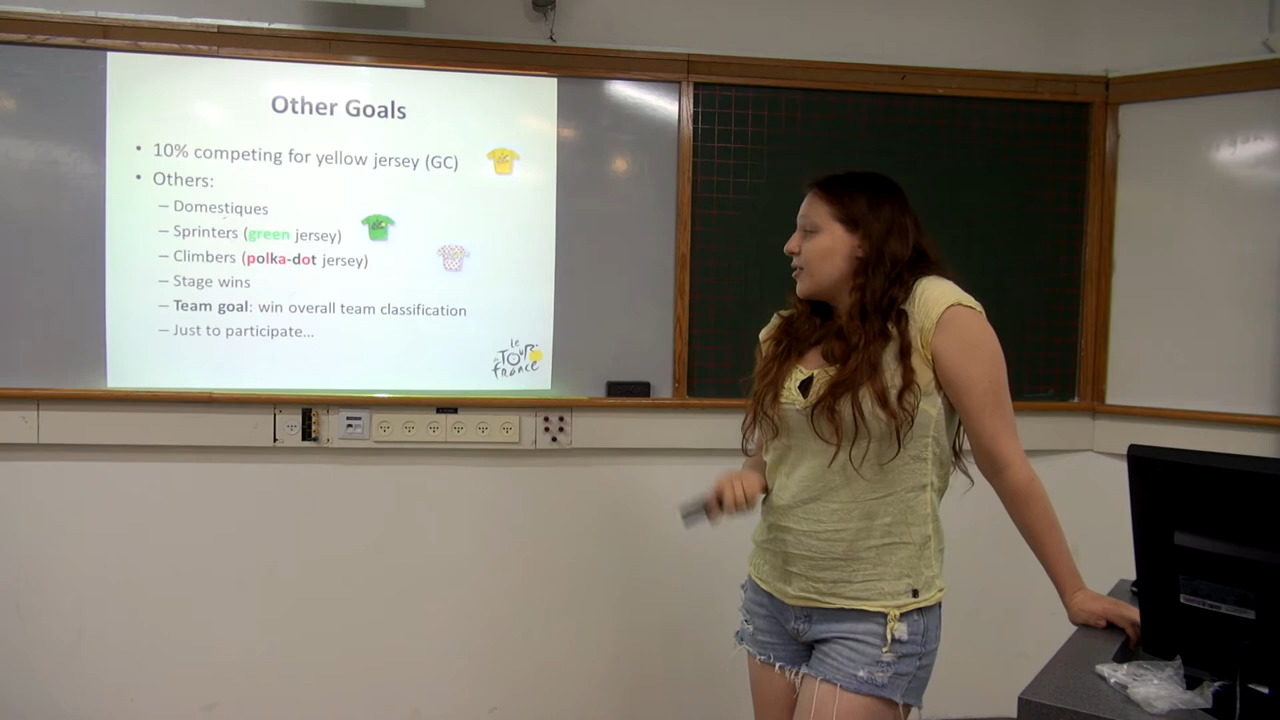 Other Goals
• 10% competing for yellow jersey (GC)
• Others:
– Domestiques
– Sprinters (green jersey)
– Climbers (polka-dot jersey)
– Stage wins
– Team goal: win overall team classification
– Just to participate…
le
TOUR
de
france